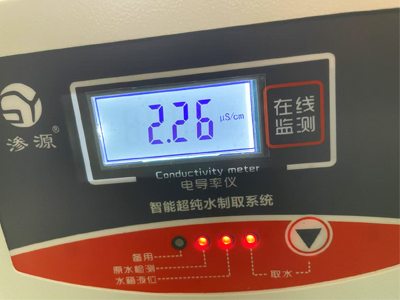 2.26 μS/cm
在线
监测
渗源®
Conductivity meter
电导率仪
智能超纯水制取系统
备用
原水检测
水箱液位
取水